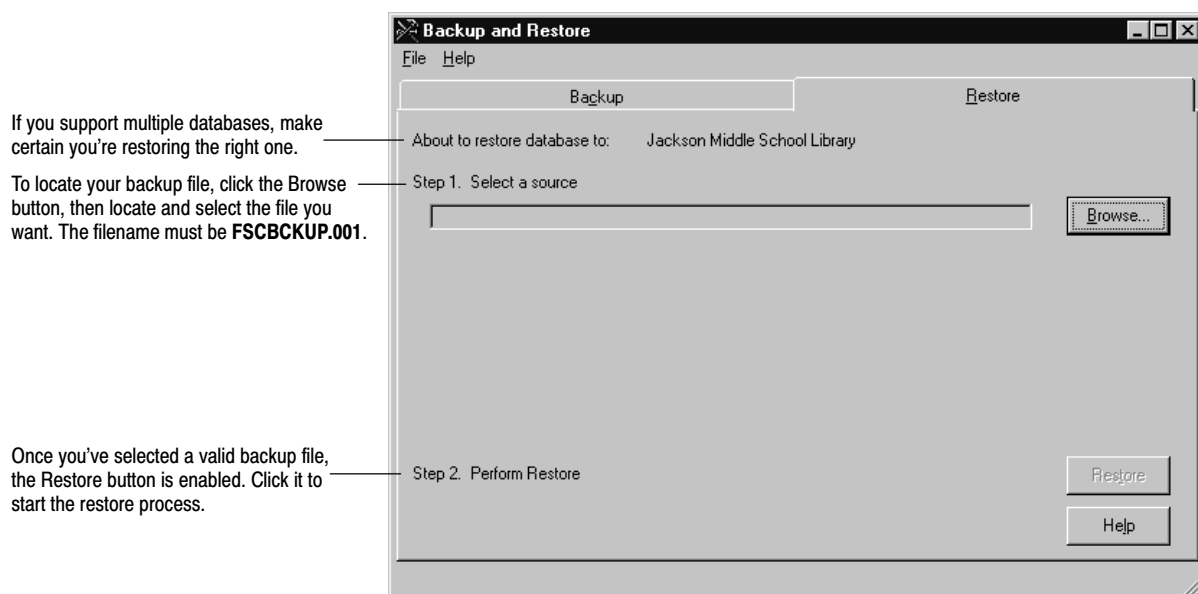 Backup and Restore
File Help
Backup
Restore
If you support multiple databases, make
certain you're restoring the right one.
About to restore database to: Jackson Middle School Library
To locate your backup file, click the Browse
button, then locate and select the file you
want. The filename must be FSCBCKUP.001.
Step 1. Select a source
Browse...
Once you've selected a valid backup file,
the Restore button is enabled. Click it to
start the restore process.
Step 2. Perform Restore
Restore
Help